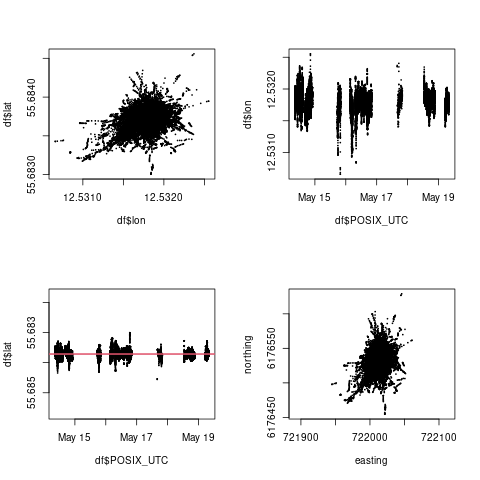 df$lat
55.6840
55.6830
12.5310
12.5320
df$lon
df$lon
12.5320
12.5310
May 15
May 17
May 19
df$POSIX_UTC
df$lat
55.683
55.685
May 15
May 17
May 19
df$POSIX_UTC
northing
6176550
6176450
721900
722000
722100
easting